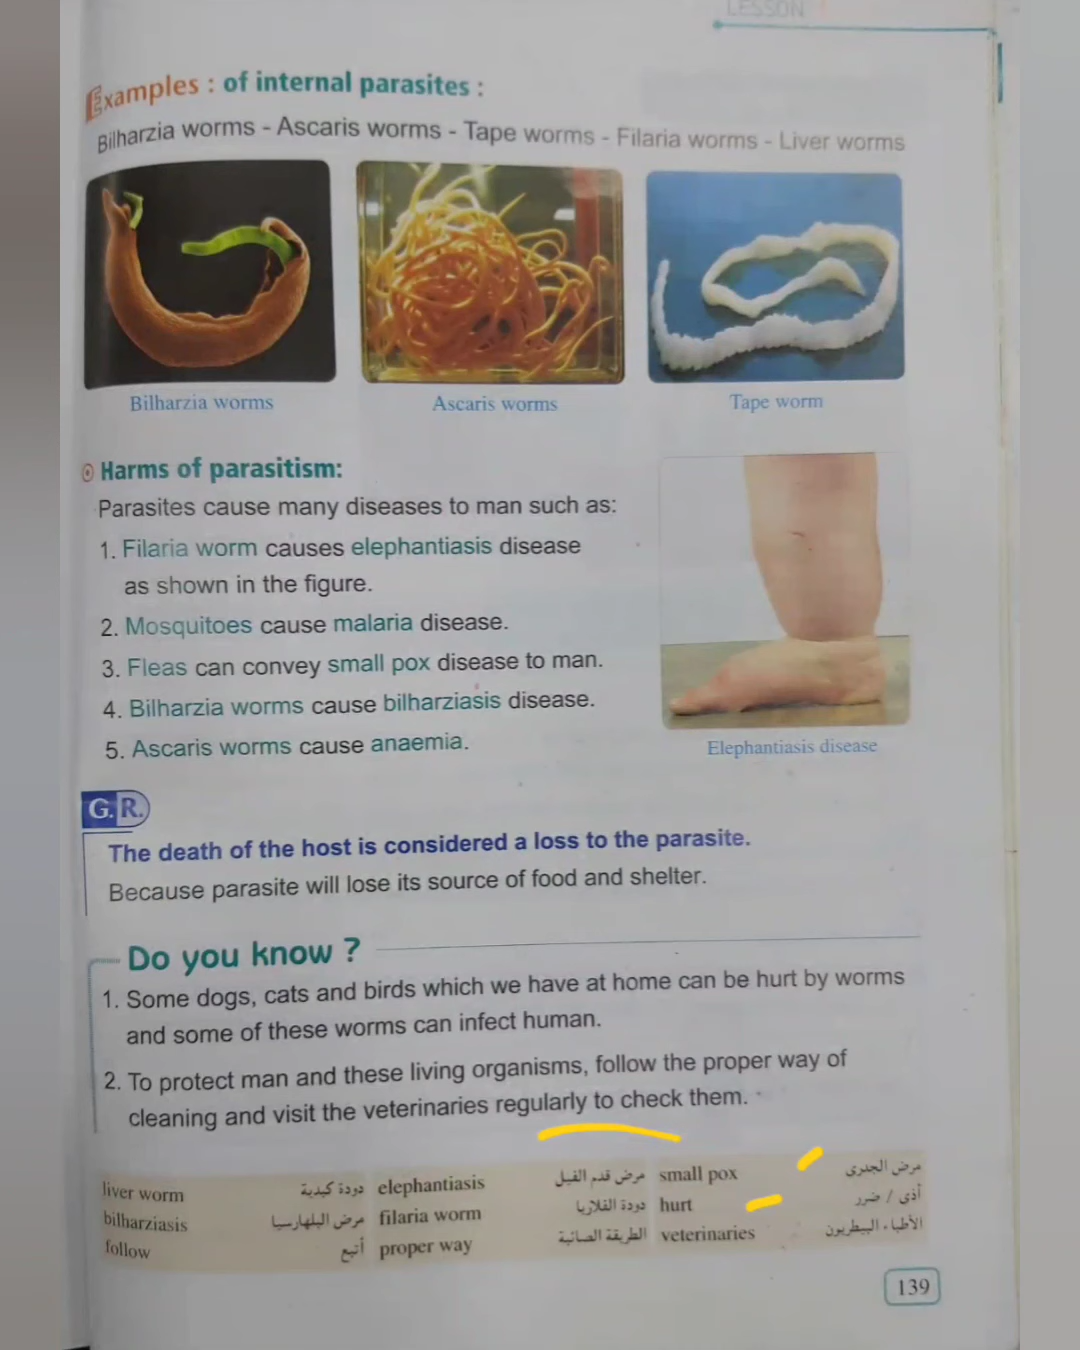 LESSON
Examples : of internal parasites :
Bilharzia worms - Ascaris worms - Tape worms - Filaria worms - Liver worms
Bilharzia worms
Ascaris worms
Tape worm
Harms of parasitism:
Parasites cause many diseases to man such as:
1. Filaria worm causes elephantiasis disease
as shown in the figure.
2. Mosquitoes cause malaria disease.
3. Fleas can convey small pox disease to man.
4. Bilharzia worms cause bilharziasis disease.
5. Ascaris worms cause anaemia.
Elephantiasis disease
G.R.
The death of the host is considered a loss to the parasite.
Because parasite will lose its source of food and shelter.
Do you know ?
1. Some dogs, cats and birds which we have at home can be hurt by worms
and some of these worms can infect human.
2. To protect man and these living organisms, follow the proper way of
cleaning and visit the veterinaries regularly to check them.
liver worm دودة كبدية elephantiasis مرض قدم الفيل small pox مرض الجدرى
bilharziasis مرض البلهارسيا filaria worm دودة الفلاريا hurt أذى / ضرر
follow أتبع proper way الطريقة الصائبة veterinaries الأطباء البيطريون
139